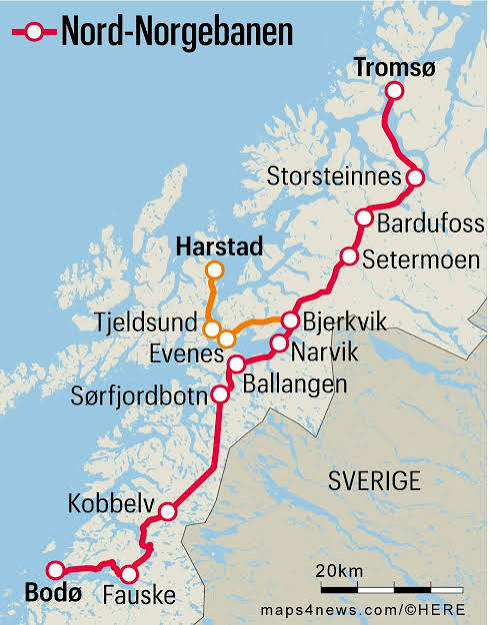 Nord-Norgebanen
Tromsø
Storsteinnes
Bardufoss
Harstad
Setermoen
Tjeldsund
Bjerkvik
Evenes
Narvik
Ballangen
Sørfjordbotn
SVERIGE
Kobbelv
20km
Bodø
Fauske
maps4news.com/©HERE